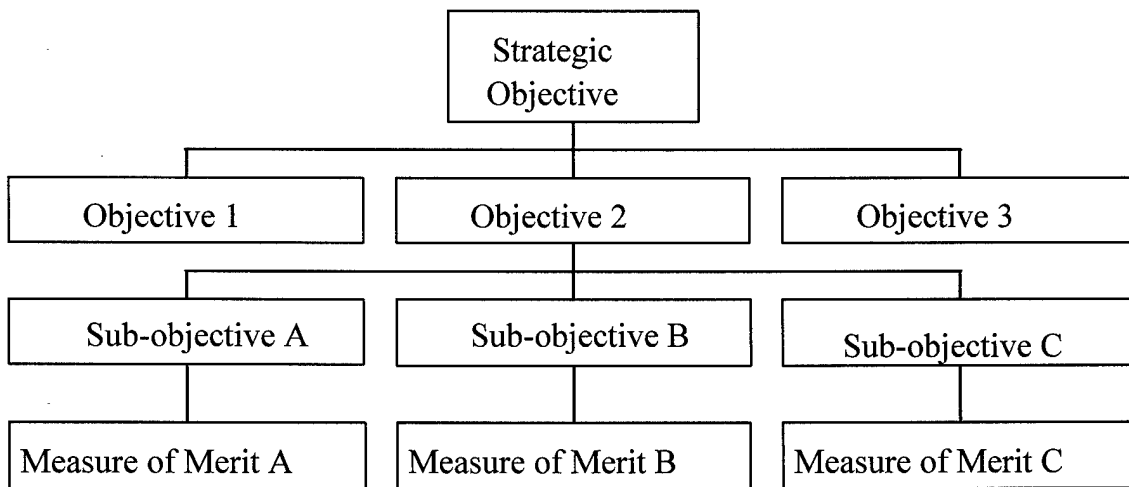 Strategic
Objective
Objective 1
Objective 2
Objective 3
Sub-objective A
Sub-objective B
Sub-objective C
Measure of Merit A
Measure of Merit B
Measure of Merit C